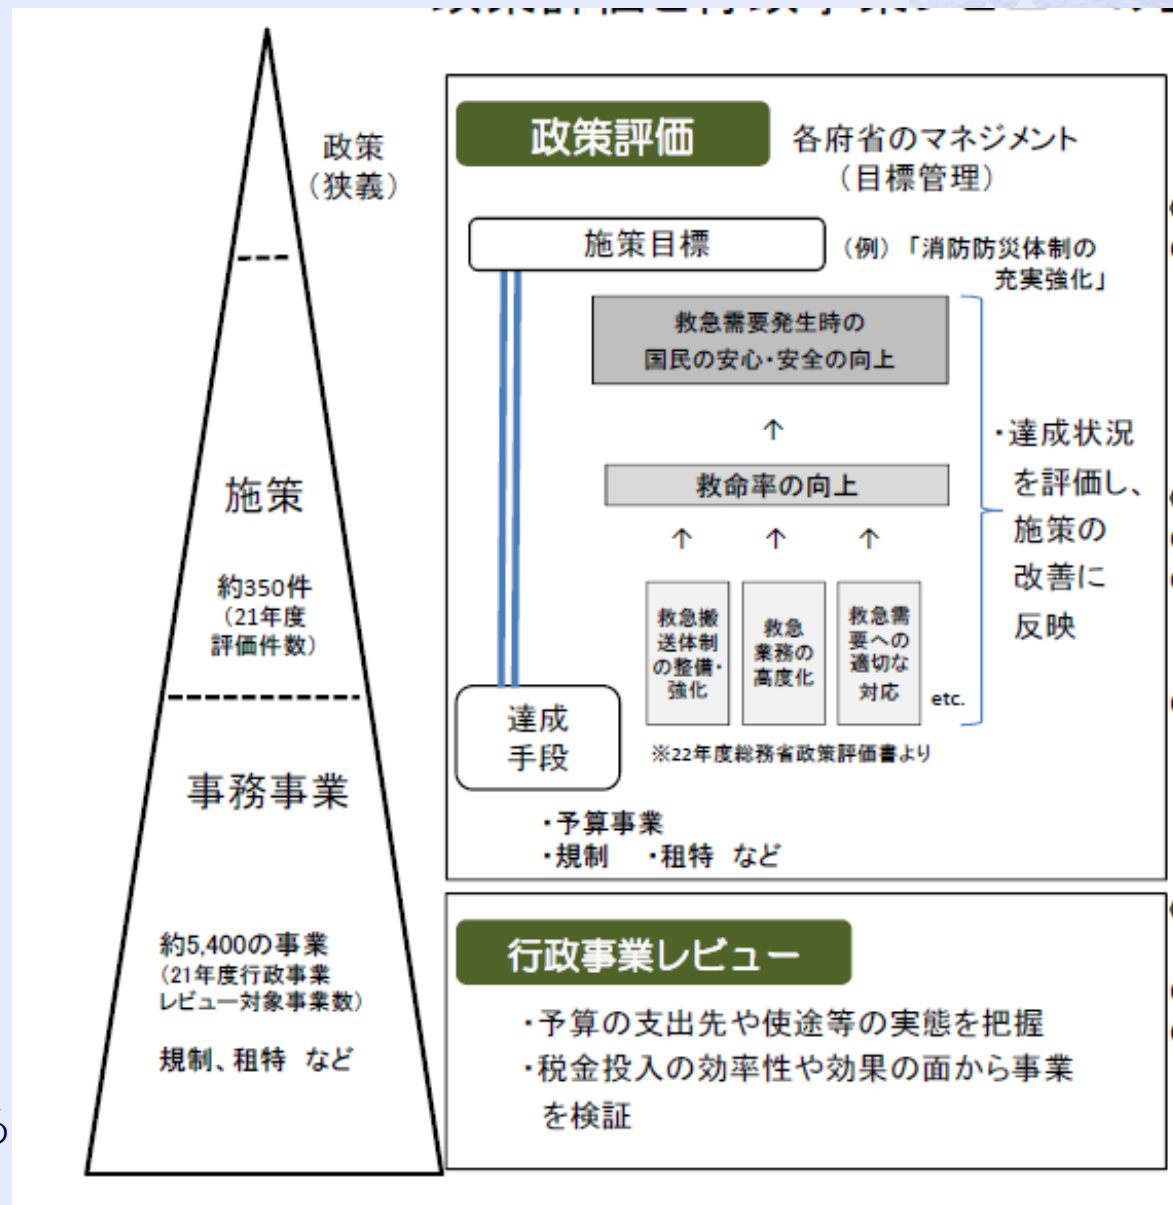 政策
（狭義）
施策
約350件
（21年度
評価件数）
事務事業
約5,400の事業
（21年度行政事業
レビュー対象事業数）
規制、租特 など
政策評価
各府省のマネジメント
（目標管理）
施策目標
（例）「消防防災体制の
充実強化」
救急需要発生時の
国民の安心・安全の向上
↑
救命率の向上
↑ ↑ ↑
救急搬
送体制
の整備・
強化
救急
業務の
高度化
救急需
要への
適切な
対応
etc.
※22年度総務省政策評価書より
・達成状況
を評価し、
施策の
改善に
反映
達成
手段
・予算事業
・規制 ・租特 など
行政事業レビュー
・予算の支出先や使途等の実態を把握
・税金投入の効率性や効果の面から事業
を検証